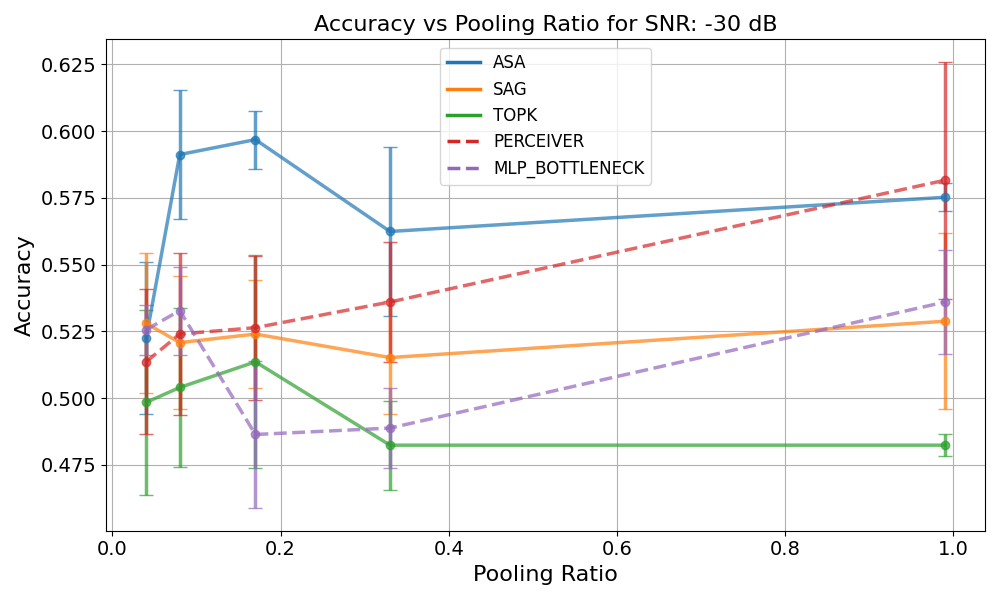 Accuracy vs Pooling Ratio for SNR: -30 dB
ASA
SAG
TOPK
PERCEIVER
MLP_BOTTLENECK
Accuracy
0.625
0.600
0.575
0.550
0.525
0.500
0.475
0.0 0.2 0.4 0.6 0.8 1.0
Pooling Ratio